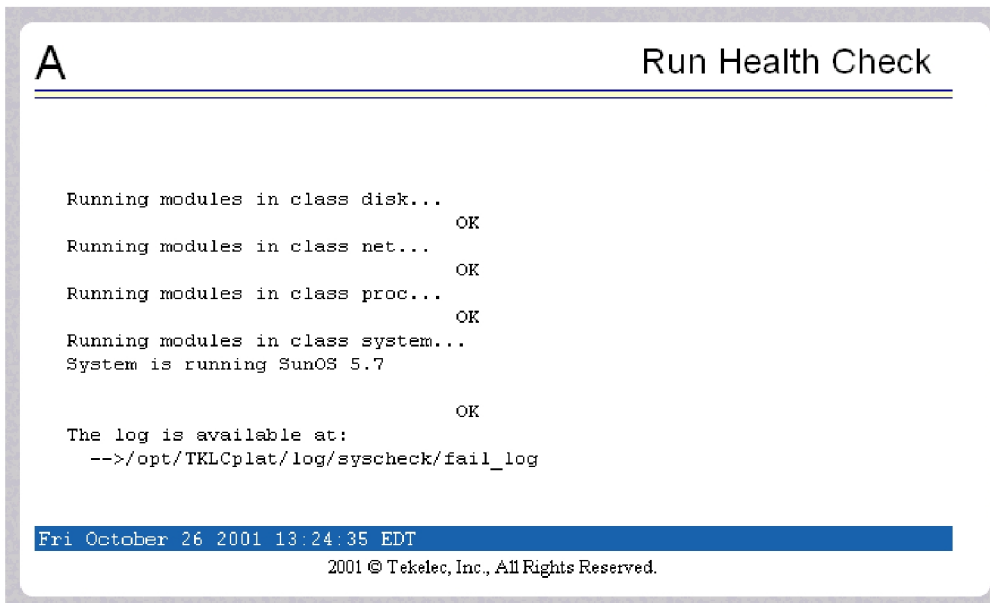 A
Run Health Check
Running modules in class disk...
OK
Running modules in class net...
OK
Running modules in class proc...
OK
Running modules in class system...
System is running SunOS 5.7
OK
The log is available at:
-->/opt/TKLCplat/log/syscheck/fail_log
Fri October 26 2001 13:24:35 EDT
2001 © Tekelec, Inc., All Rights Reserved.